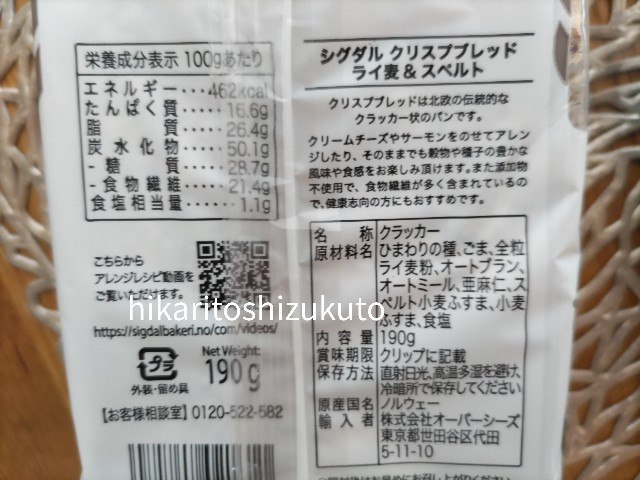 栄養成分表示 100gあたり
エネルギー・・・・462kcal
たんぱく質・・・・・16.6g
脂　　質・・・・・26.4g
炭水化物・・・・・50.1g
- 糖　　質・・・・・28.7g
- 食物繊維・・・・・21.4g
食塩相当量・・・・1.1g
こちらから
アレンジレシピ動画を
ご覧いただけます。
https://sigdalbakeri.no/com/videos/
プラ
外装・留め具
Net Weight:
190g
【お客様相談室】0120-522-582
シグダル クリスプブレッド
ライ麦 & スペルト
クリスプブレッドは北欧の伝統的な
クラッカー状のパンです。
クリームチーズやサーモンをのせてアレン
ジしたり、そのままでも穀物や種子の豊かな
風味や食感をお楽しみ頂けます。また添加物
不使用で、食物繊維が多く含まれているの
で、健康志向の方にもおすすめです。
名　称 クラッカー
原材料名 ひまわりの種、ごま、全粒
ライ麦粉、オートブラン、
オートミール、亜麻仁、ス
ペルト小麦ふすま、小麦
ふすま、食塩
内容量 190g
賞味期限 クリップに記載
保存方法 直射日光、高温多湿を避け、
冷暗所で保存してください
原産国名 ノルウェー
輸入者 株式会社オーバーシーズ
東京都世田谷区代田
5-11-10
hikaritoshizukuto